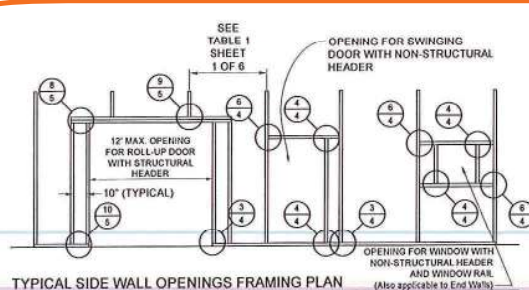 SEE
TABLE 1
SHEET
1 OF 6
OPENING FOR SWINGING
DOOR WITH NON-STRUCTURAL
HEADER
8
5
9
5
6
4
4
4
6
4
4
4
12' MAX. OPENING
FOR ROLL-UP DOOR
WITH STRUCTURAL
HEADER
10" (TYPICAL)
10
5
3
4
4
4
3
4
4
4
6
4
OPENING FOR WINDOW WITH
NON-STRUCTURAL HEADER
AND WINDOW RAIL
(Also applicable to End Walls)
TYPICAL SIDE WALL OPENINGS FRAMING PLAN